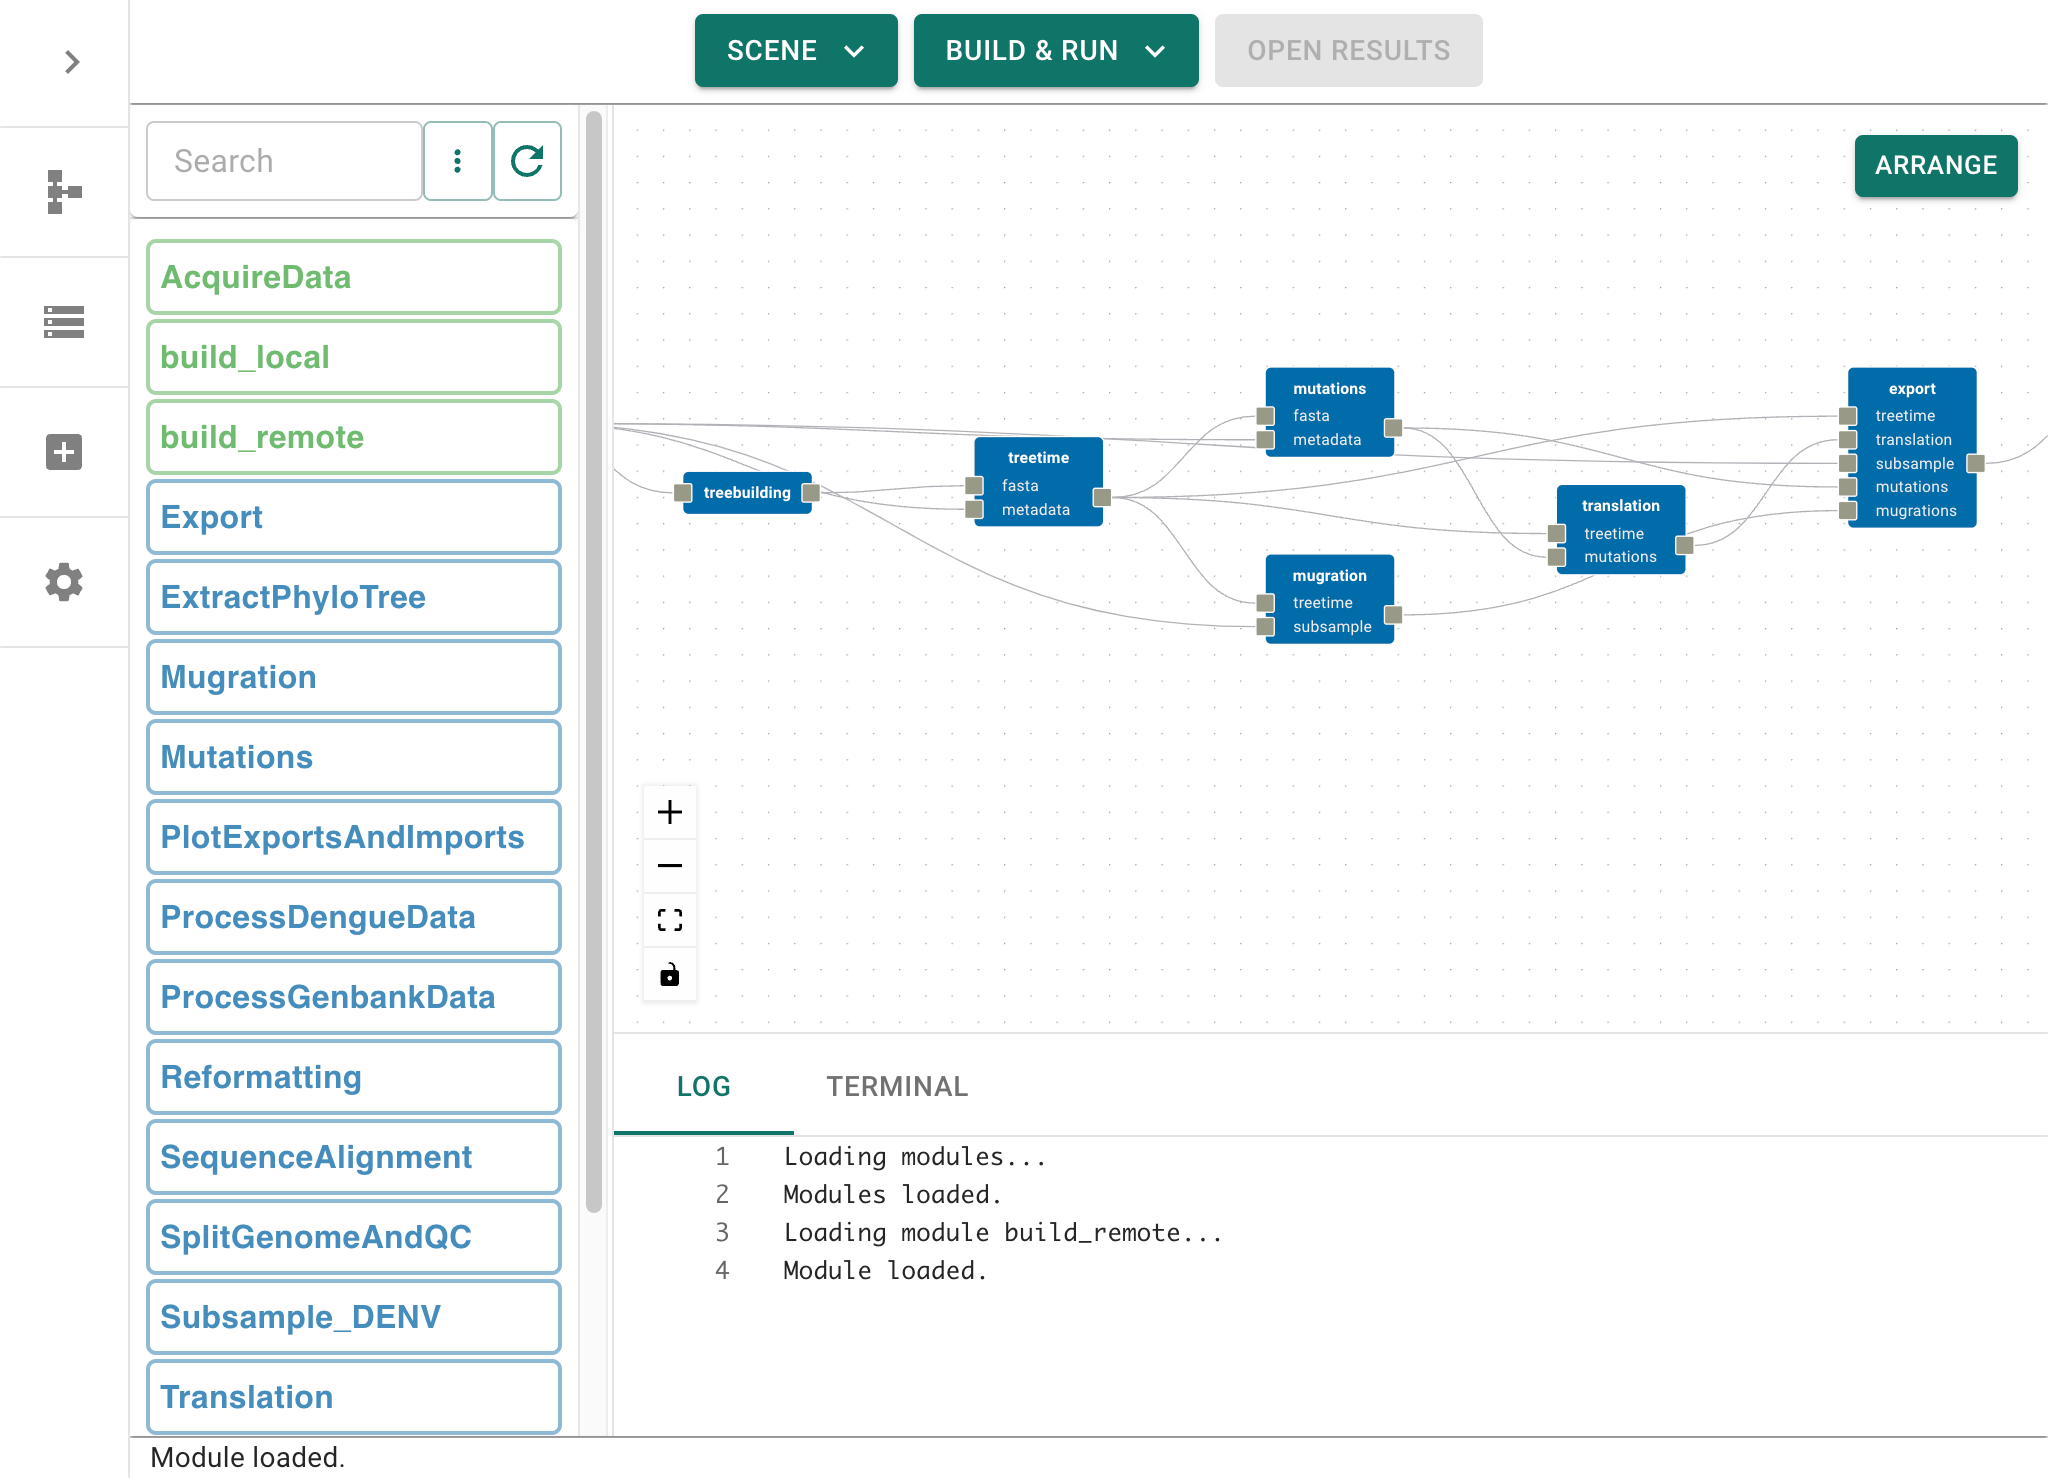 SCENE
BUILD & RUN
OPEN RESULTS
Search
ARRANGE
AcquireData
build_local
build_remote
Export
ExtractPhyloTree
Mugration
Mutations
PlotExportsAndImports
ProcessDengueData
ProcessGenbankData
Reformatting
SequenceAlignment
SplitGenomeAndQC
Subsample_DENV
Translation
treebuilding
treetime
fasta
metadata
mutations
fasta
metadata
mugration
treetime
subsample
translation
treetime
mutations
export
treetime
translation
subsample
mutations
mugrations
LOG
TERMINAL
1 Loading modules...
2 Modules loaded.
3 Loading module build_remote...
4 Module loaded.
Module loaded.